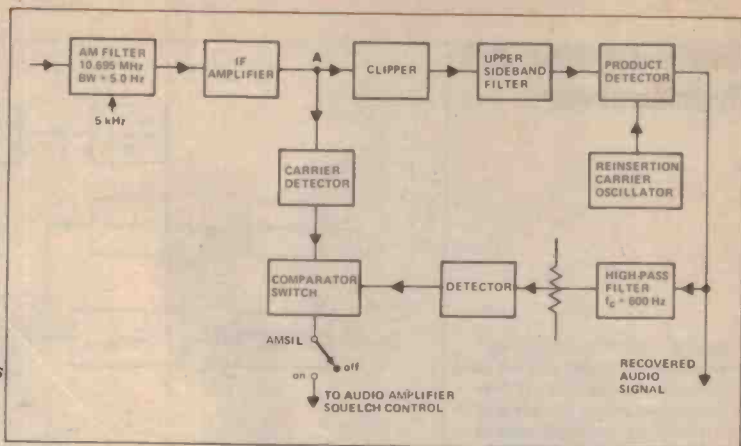 AM FILTER
10.695 MHz
BW = 5.0 Hz
5 kHz
IF
AMPLIFIER
A
CLIPPER
UPPER
SIDEBAND
FILTER
PRODUCT
DETECTOR
CARRIER
DETECTOR
REINSERTION
CARRIER
OSCILLATOR
COMPARATOR
SWITCH
DETECTOR
HIGH-PASS
FILTER
fc = 600 Hz
AMSIL
off
on
TO AUDIO AMPLIFIER
SQUELCH CONTROL
RECOVERED
AUDIO
SIGNAL